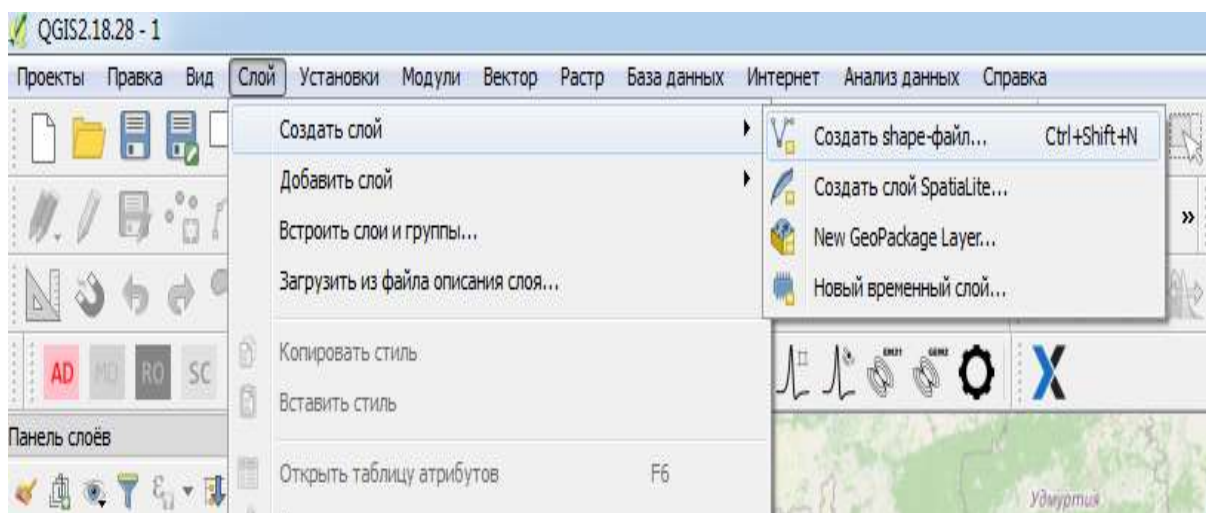 QGIS2.18.28 - 1
Проекты Правка Вид Слой Установки Модули Вектор Растр База данных Интернет Анализ данных Справка
Создать слой
Создать shape-файл... Ctrl+Shift+N
Добавить слой
Создать слой SpatiaLite...
Встроить слои и группы...
New GeoPackage Layer...
Загрузить из файла описания слоя...
Новый временный слой...
Копировать стиль
AD MD RO SC
EM31 GEM2
Вставить стиль
Панель слоёв
Открыть таблицу атрибутов F6
Удмуртия